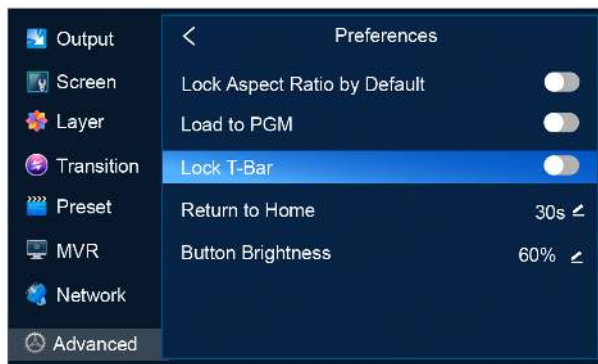 Output
Screen
Layer
Transition
Preset
MVR
Network
Advanced
Preferences
Lock Aspect Ratio by Default
Load to PGM
Lock T-Bar
Return to Home 30s
Button Brightness 60%